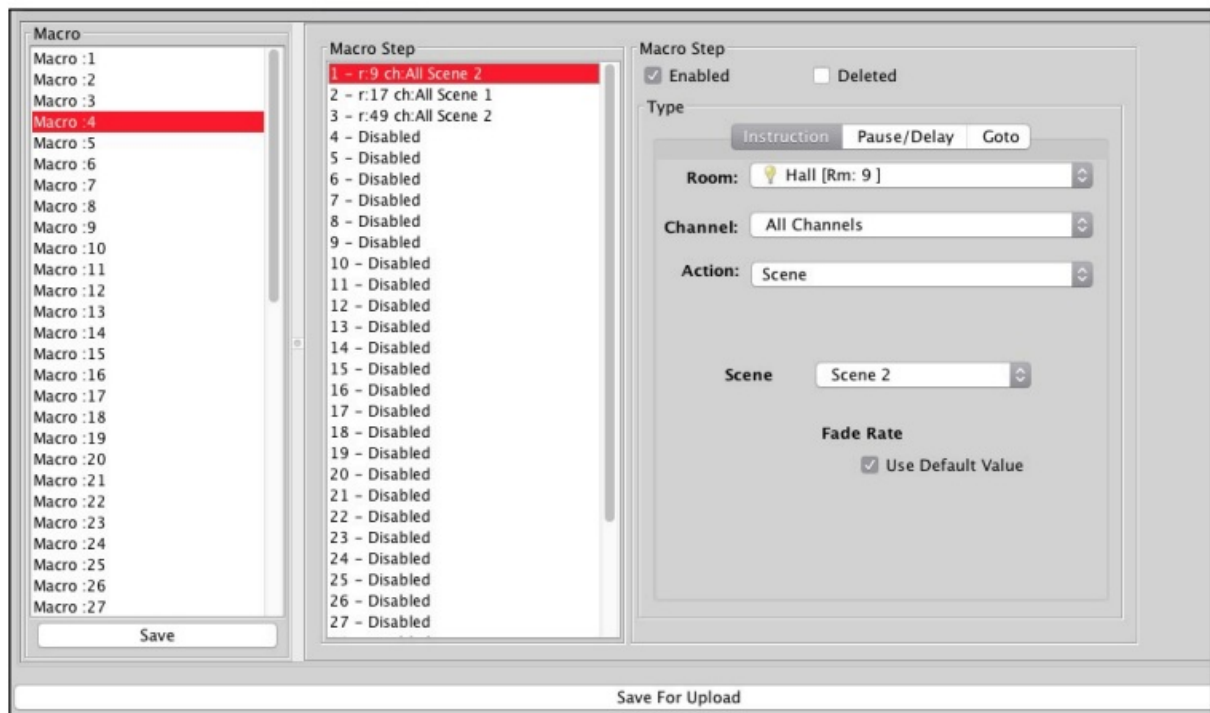 Macro
Macro :1
Macro :2
Macro :3
Macro :4
Macro :5
Macro :6
Macro :7
Macro :8
Macro :9
Macro :10
Macro :11
Macro :12
Macro :13
Macro :14
Macro :15
Macro :16
Macro :17
Macro :18
Macro :19
Macro :20
Macro :21
Macro :22
Macro :23
Macro :24
Macro :25
Macro :26
Macro :27
Save
Macro Step
1 – r:9 ch:All Scene 2
2 – r:17 ch:All Scene 1
3 – r:49 ch:All Scene 2
4 – Disabled
5 – Disabled
6 – Disabled
7 – Disabled
8 – Disabled
9 – Disabled
10 – Disabled
11 – Disabled
12 – Disabled
13 – Disabled
14 – Disabled
15 – Disabled
16 – Disabled
17 – Disabled
18 – Disabled
19 – Disabled
20 – Disabled
21 – Disabled
22 – Disabled
23 – Disabled
24 – Disabled
25 – Disabled
26 – Disabled
27 – Disabled
Macro Step
Enabled Deleted
Type
Instruction Pause/Delay Goto
Room: Hall [Rm: 9 ]
Channel: All Channels
Action: Scene
Scene Scene 2
Fade Rate
Use Default Value
Save For Upload